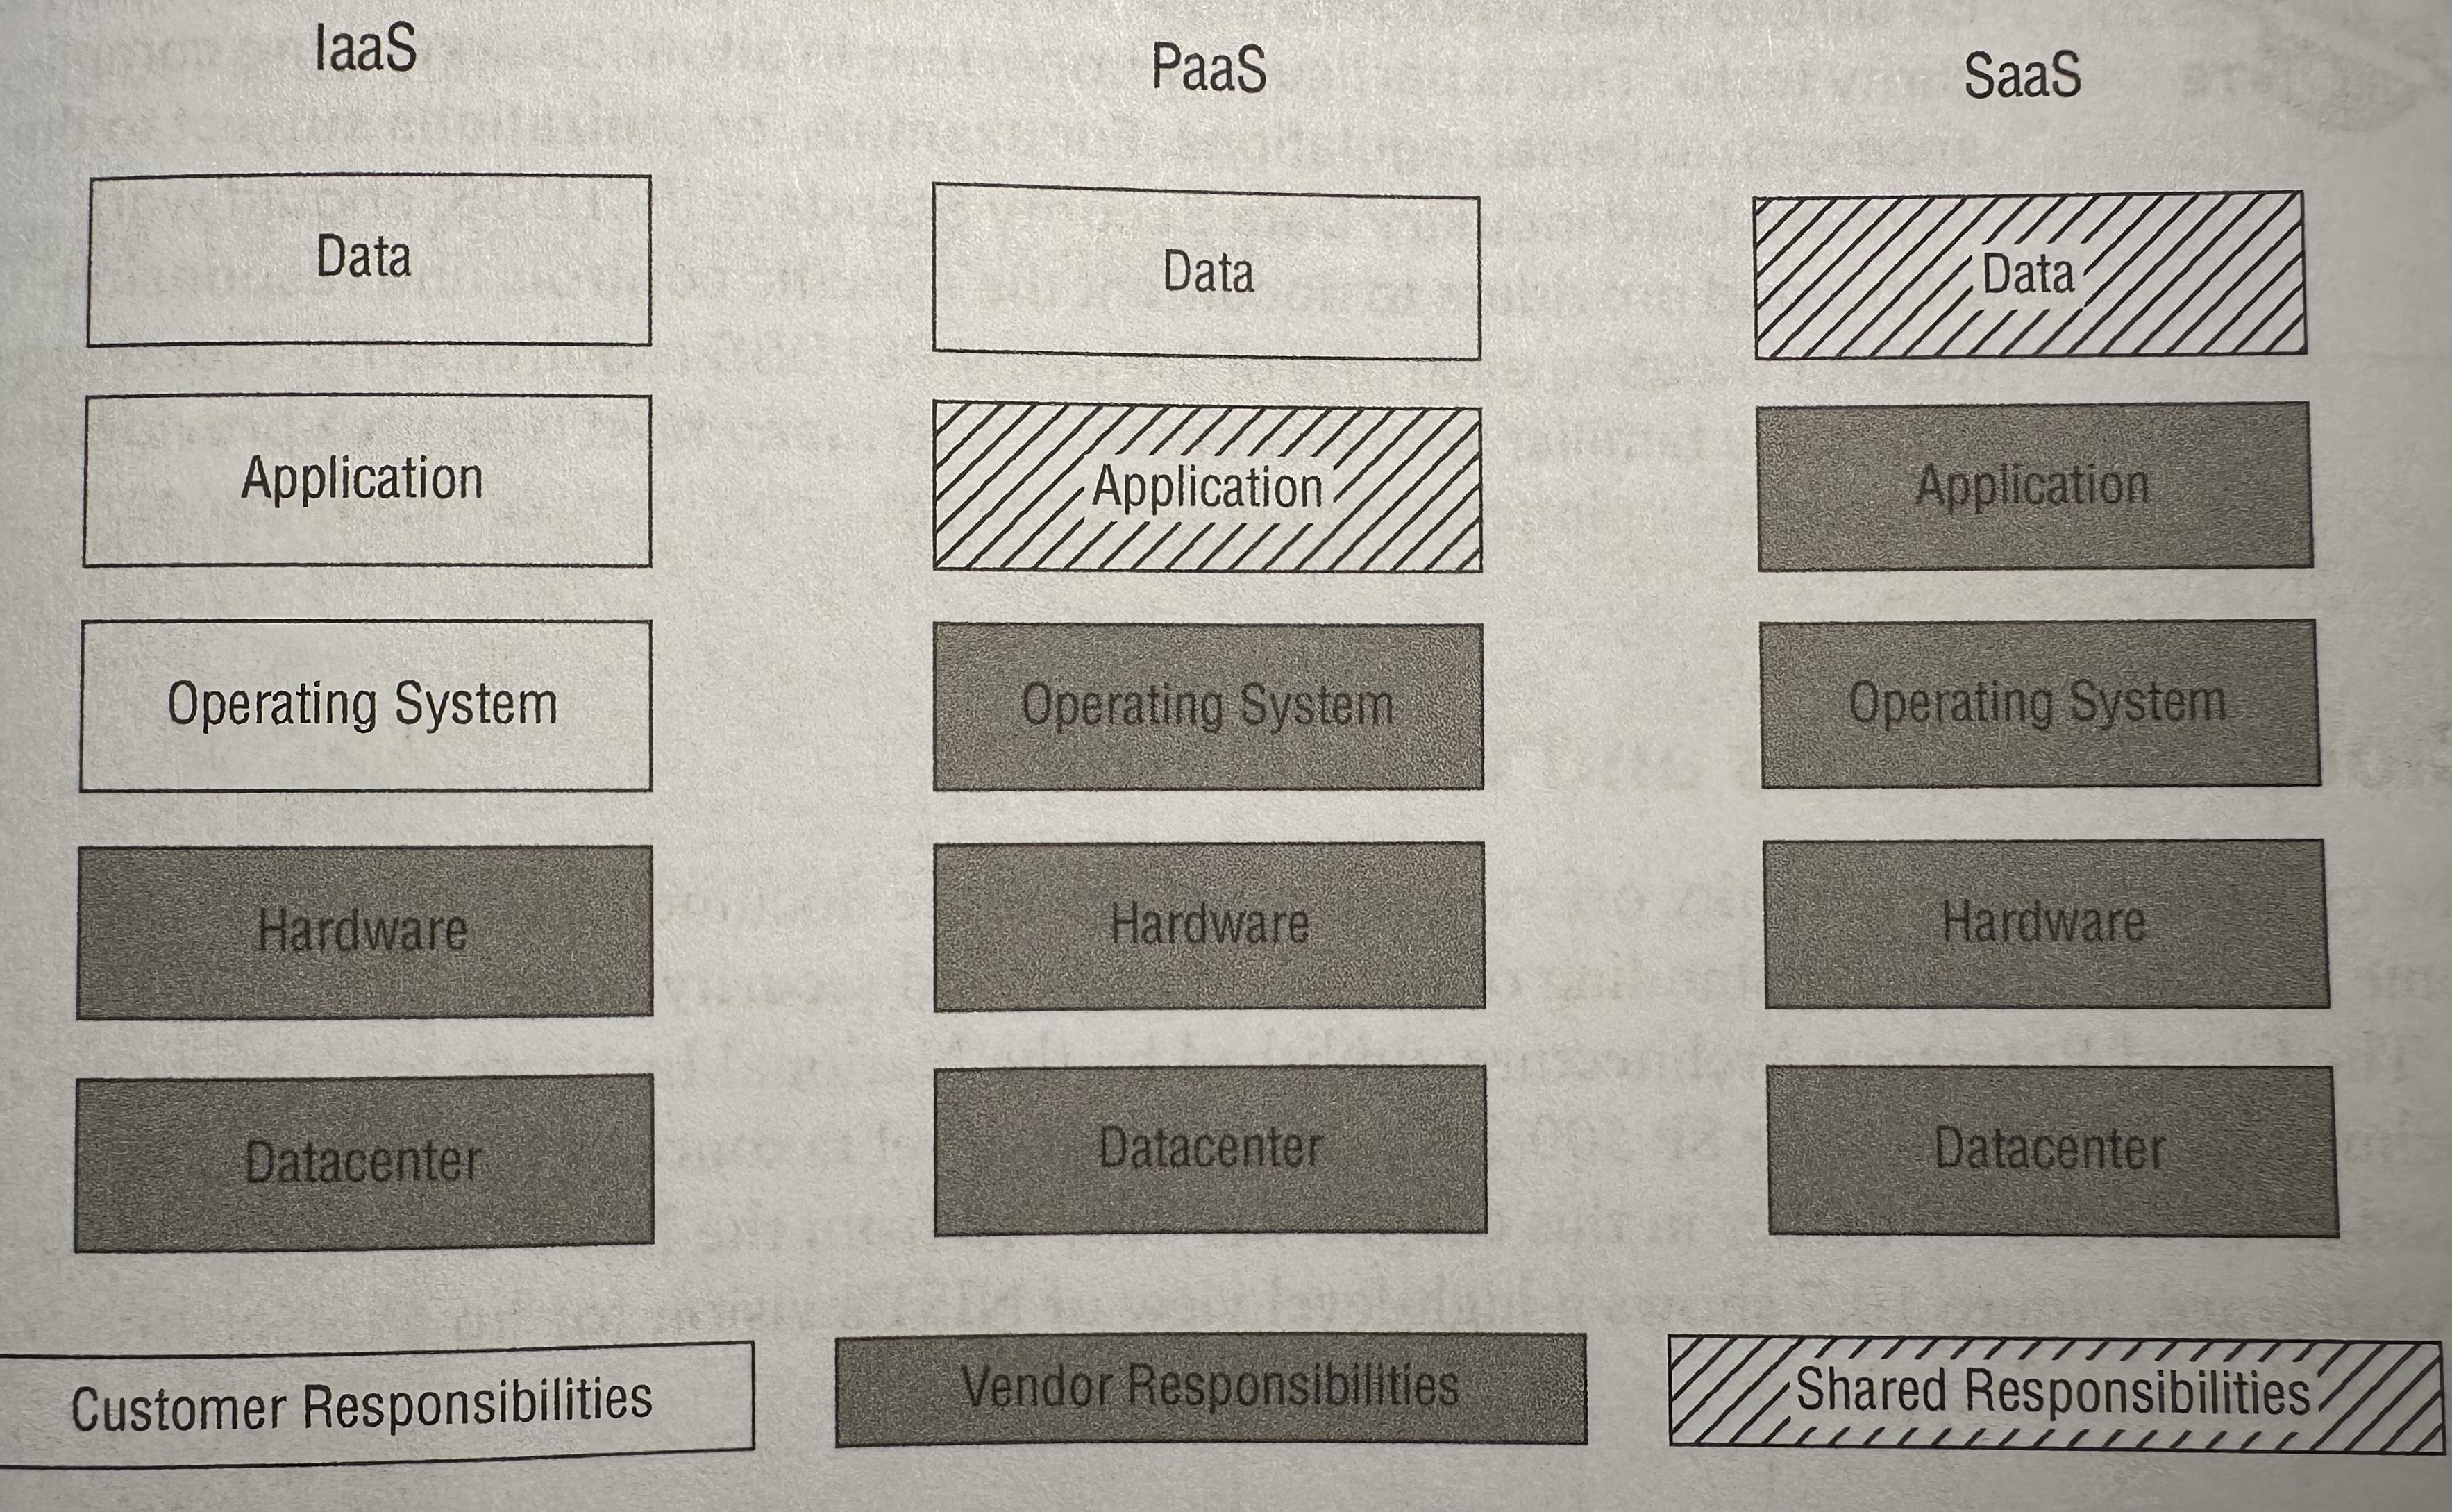 IaaS
PaaS
SaaS
Data
Data
Data
Application
Application
Application
Operating System
Operating System
Operating System
Hardware
Hardware
Hardware
Datacenter
Datacenter
Datacenter
Customer Responsibilities
Vendor Responsibilities
Shared Responsibilities